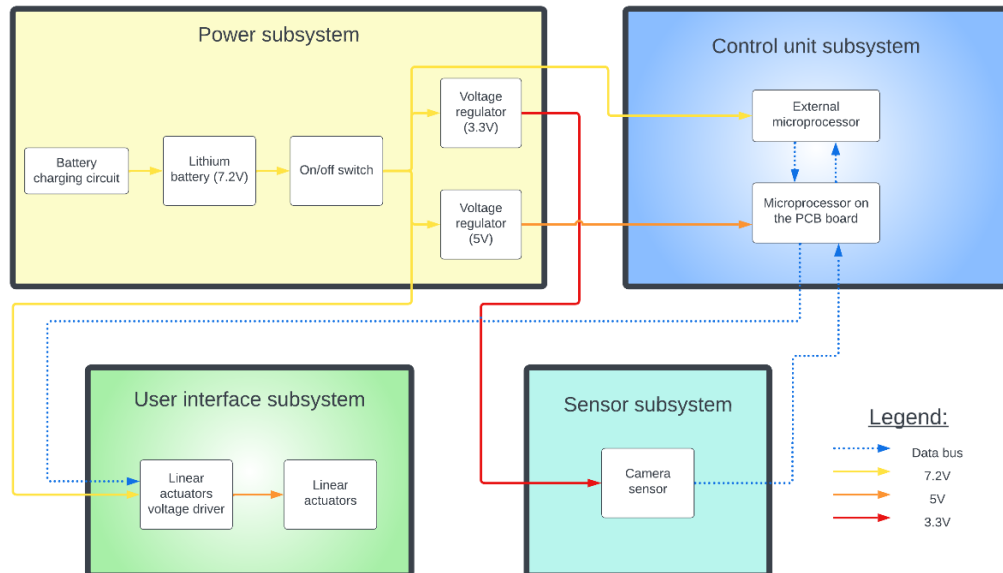 Power subsystem
Battery
charging circuit
Lithium
battery (7.2V)
On/off switch
Voltage
regulator
(3.3V)
Voltage
regulator
(5V)
Control unit subsystem
External
microprocessor
Microprocessor on
the PCB board
User interface subsystem
Linear
actuators
voltage driver
Linear
actuators
Sensor subsystem
Camera
sensor
Legend:
Data bus
7.2V
5V
3.3V